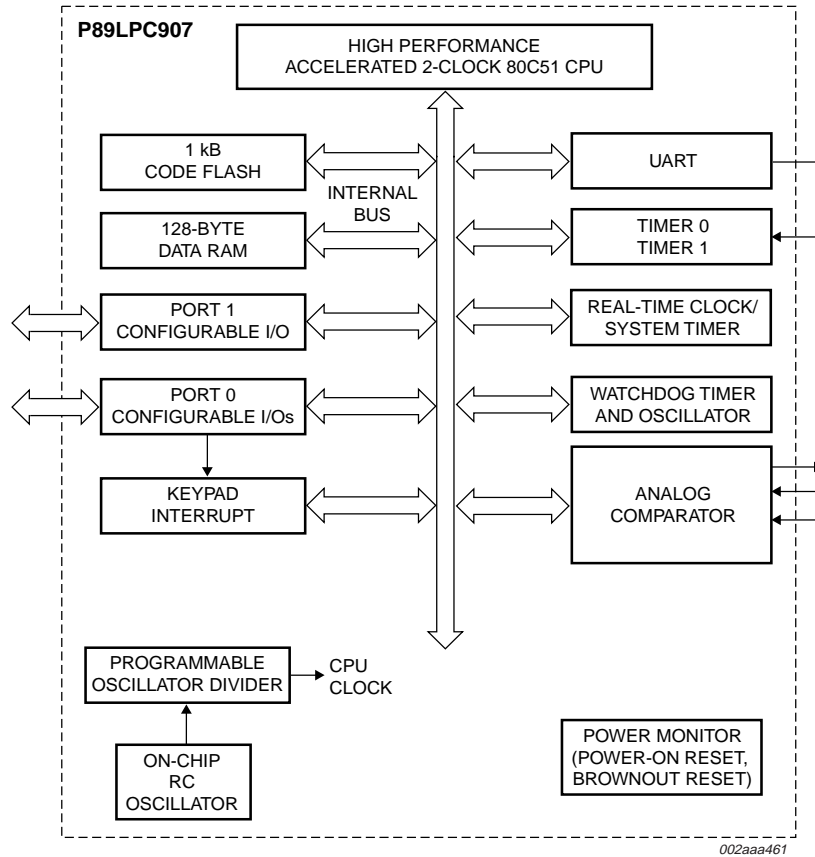 P89LPC907
HIGH PERFORMANCE
ACCELERATED 2-CLOCK 80C51 CPU
1 kB
CODE FLASH
UART
INTERNAL
BUS
128-BYTE
DATA RAM
TIMER 0
TIMER 1
PORT 1
CONFIGURABLE I/O
REAL-TIME CLOCK/
SYSTEM TIMER
PORT 0
CONFIGURABLE I/Os
WATCHDOG TIMER
AND OSCILLATOR
KEYPAD
INTERRUPT
ANALOG
COMPARATOR
PROGRAMMABLE
OSCILLATOR DIVIDER
CPU
CLOCK
ON-CHIP
RC
OSCILLATOR
POWER MONITOR
(POWER-ON RESET,
BROWNOUT RESET)
002aaa461